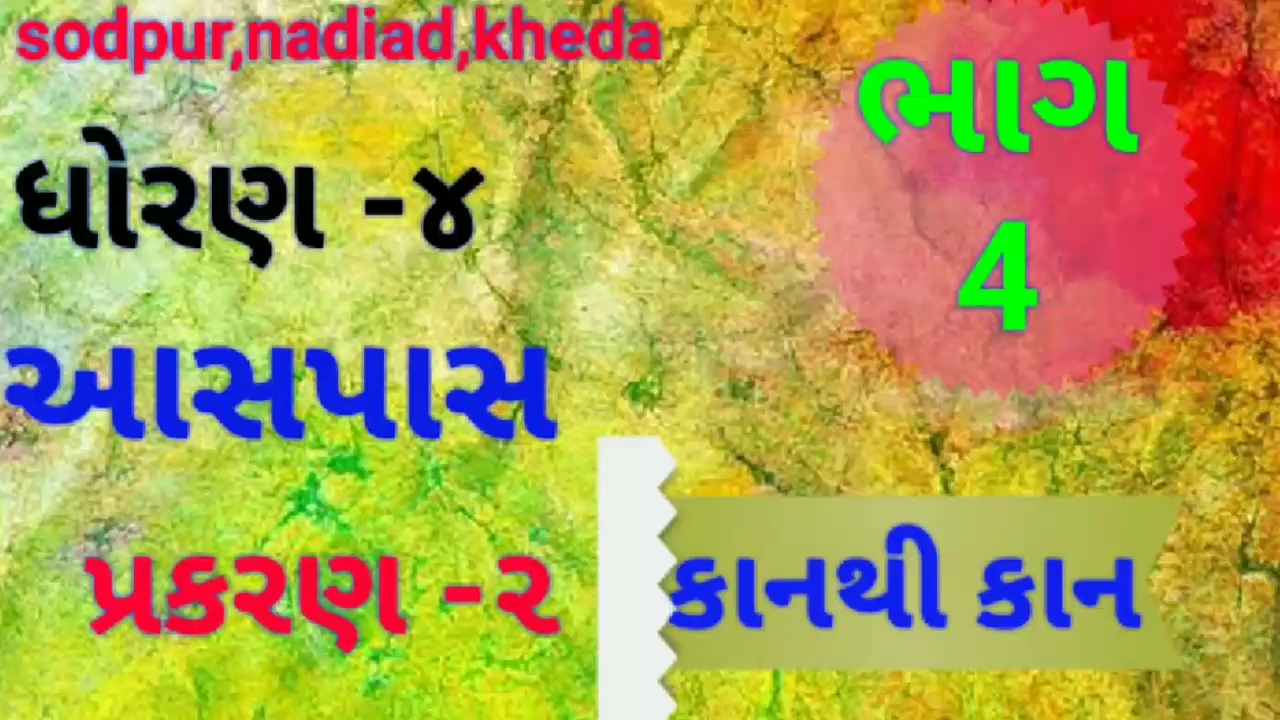 sodpur,nadiad,kheda
ભાગ
4
ધોરણ -૪
આસપાસ
પ્રકરણ -૨
કાનથી કાન